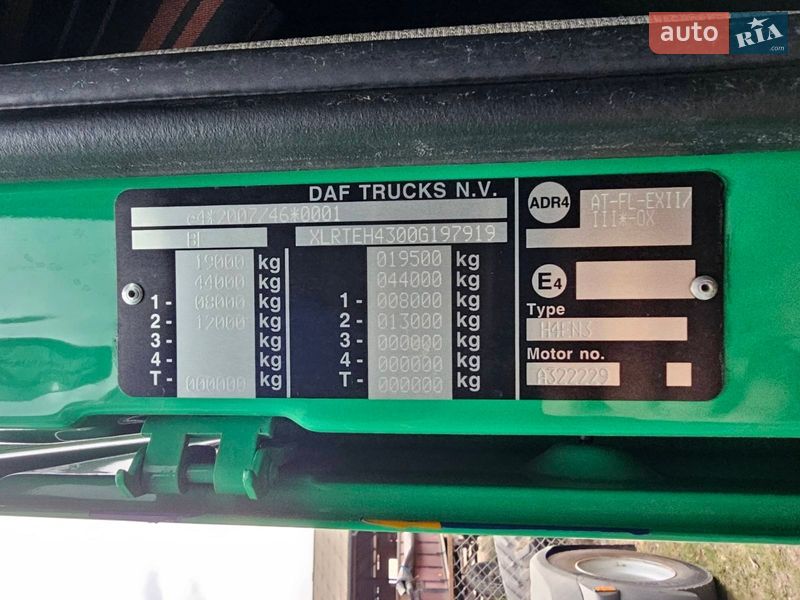 auto RIA .com
DAF TRUCKS N.V.
e4*2007/46*0001
XLRTEH4300G197919
19000 kg 019500 kg
44000 kg 044000 kg
1- 08000 kg 1- 008000 kg
2- 12000 kg 2- 013000 kg
3- kg 3- 000000 kg
4- kg 4- 000000 kg
T- 000000 kg T- 000000 kg
ADR4 AT-FL-EXII/
III*-OX
E4
Type
H4EN3
Motor no.
A322229